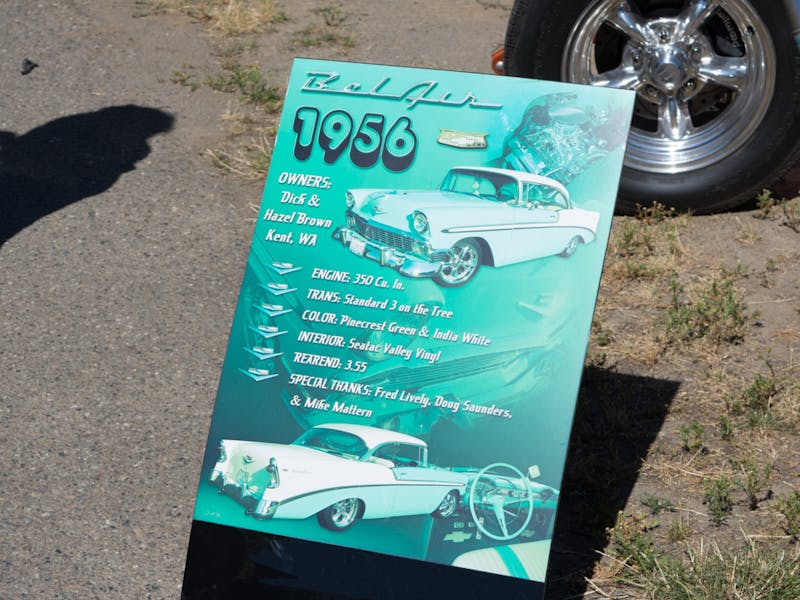 Bel Air
1956
OWNERS:
Dick &
Hazel Brown
Kent, WA
ENGINE: 350 Cu. In.
TRANS: Standard 3 on the Tree
COLOR: Pinecrest Green & India White
INTERIOR: Seatac Valley Vinyl
REAREND: 3.55
SPECIAL THANKS: Fred Lively, Doug Saunders,
& Mike Mattern